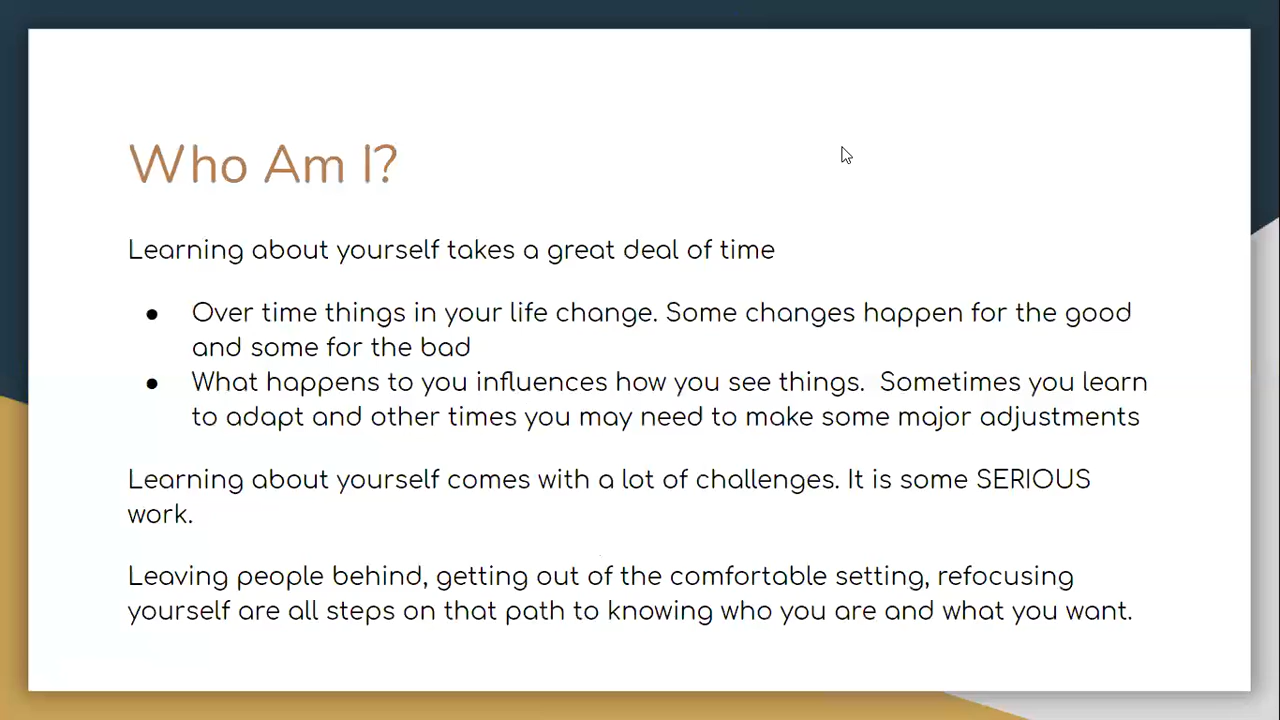 Who Am I?
Learning about yourself takes a great deal of time
● Over time things in your life change. Some changes happen for the good
and some for the bad
● What happens to you influences how you see things.  Sometimes you learn
to adapt and other times you may need to make some major adjustments
Learning about yourself comes with a lot of challenges. It is some SERIOUS
work.
Leaving people behind, getting out of the comfortable setting, refocusing
yourself are all steps on that path to knowing who you are and what you want.